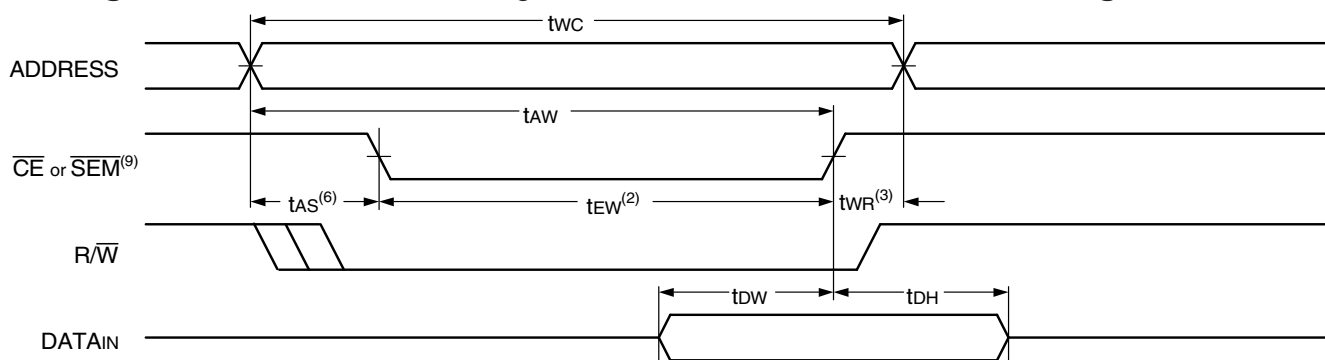 tWC
ADDRESS
tAW
CE or SEM(9)
tAS(6)
tEW(2)
tWR(3)
R/W
tDW
tDH
DATAIN